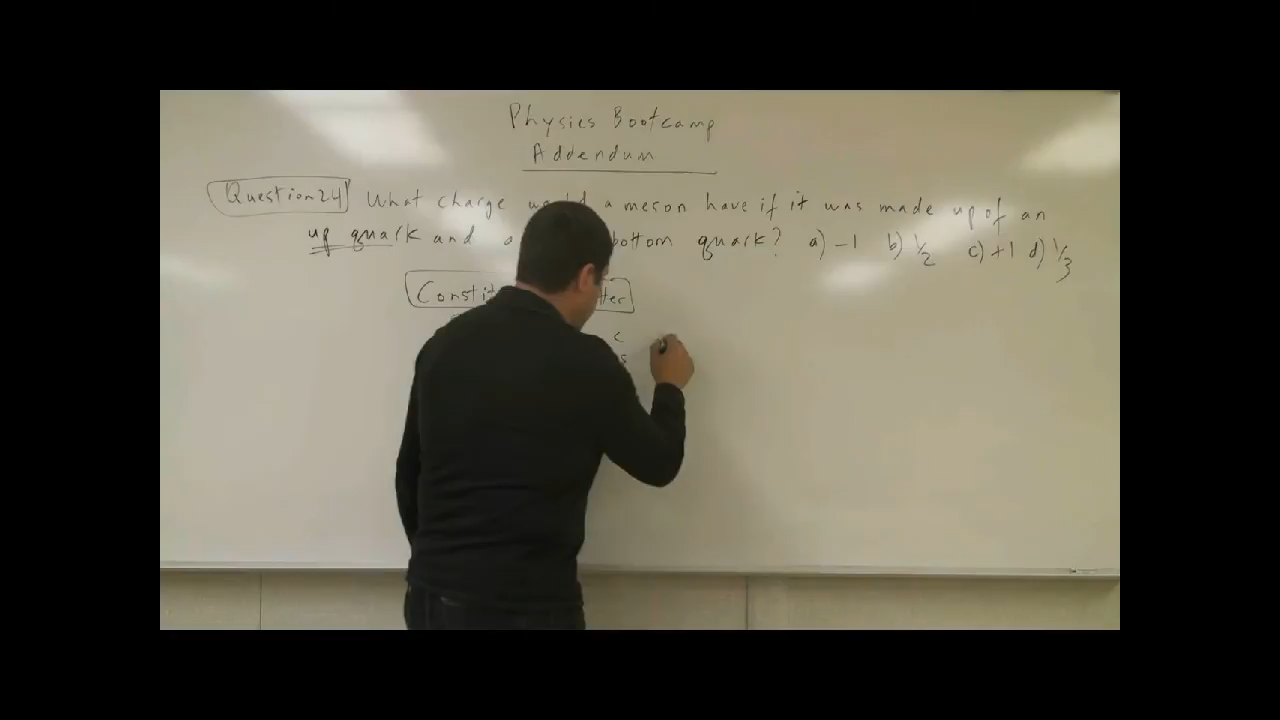 Physics Bootcamp
Addendum
Question 24 What charge a meson have if it was made up of an
up quark and a bottom quark? a) -1 b) 1/2 c) +1 d) 1/3
c
s